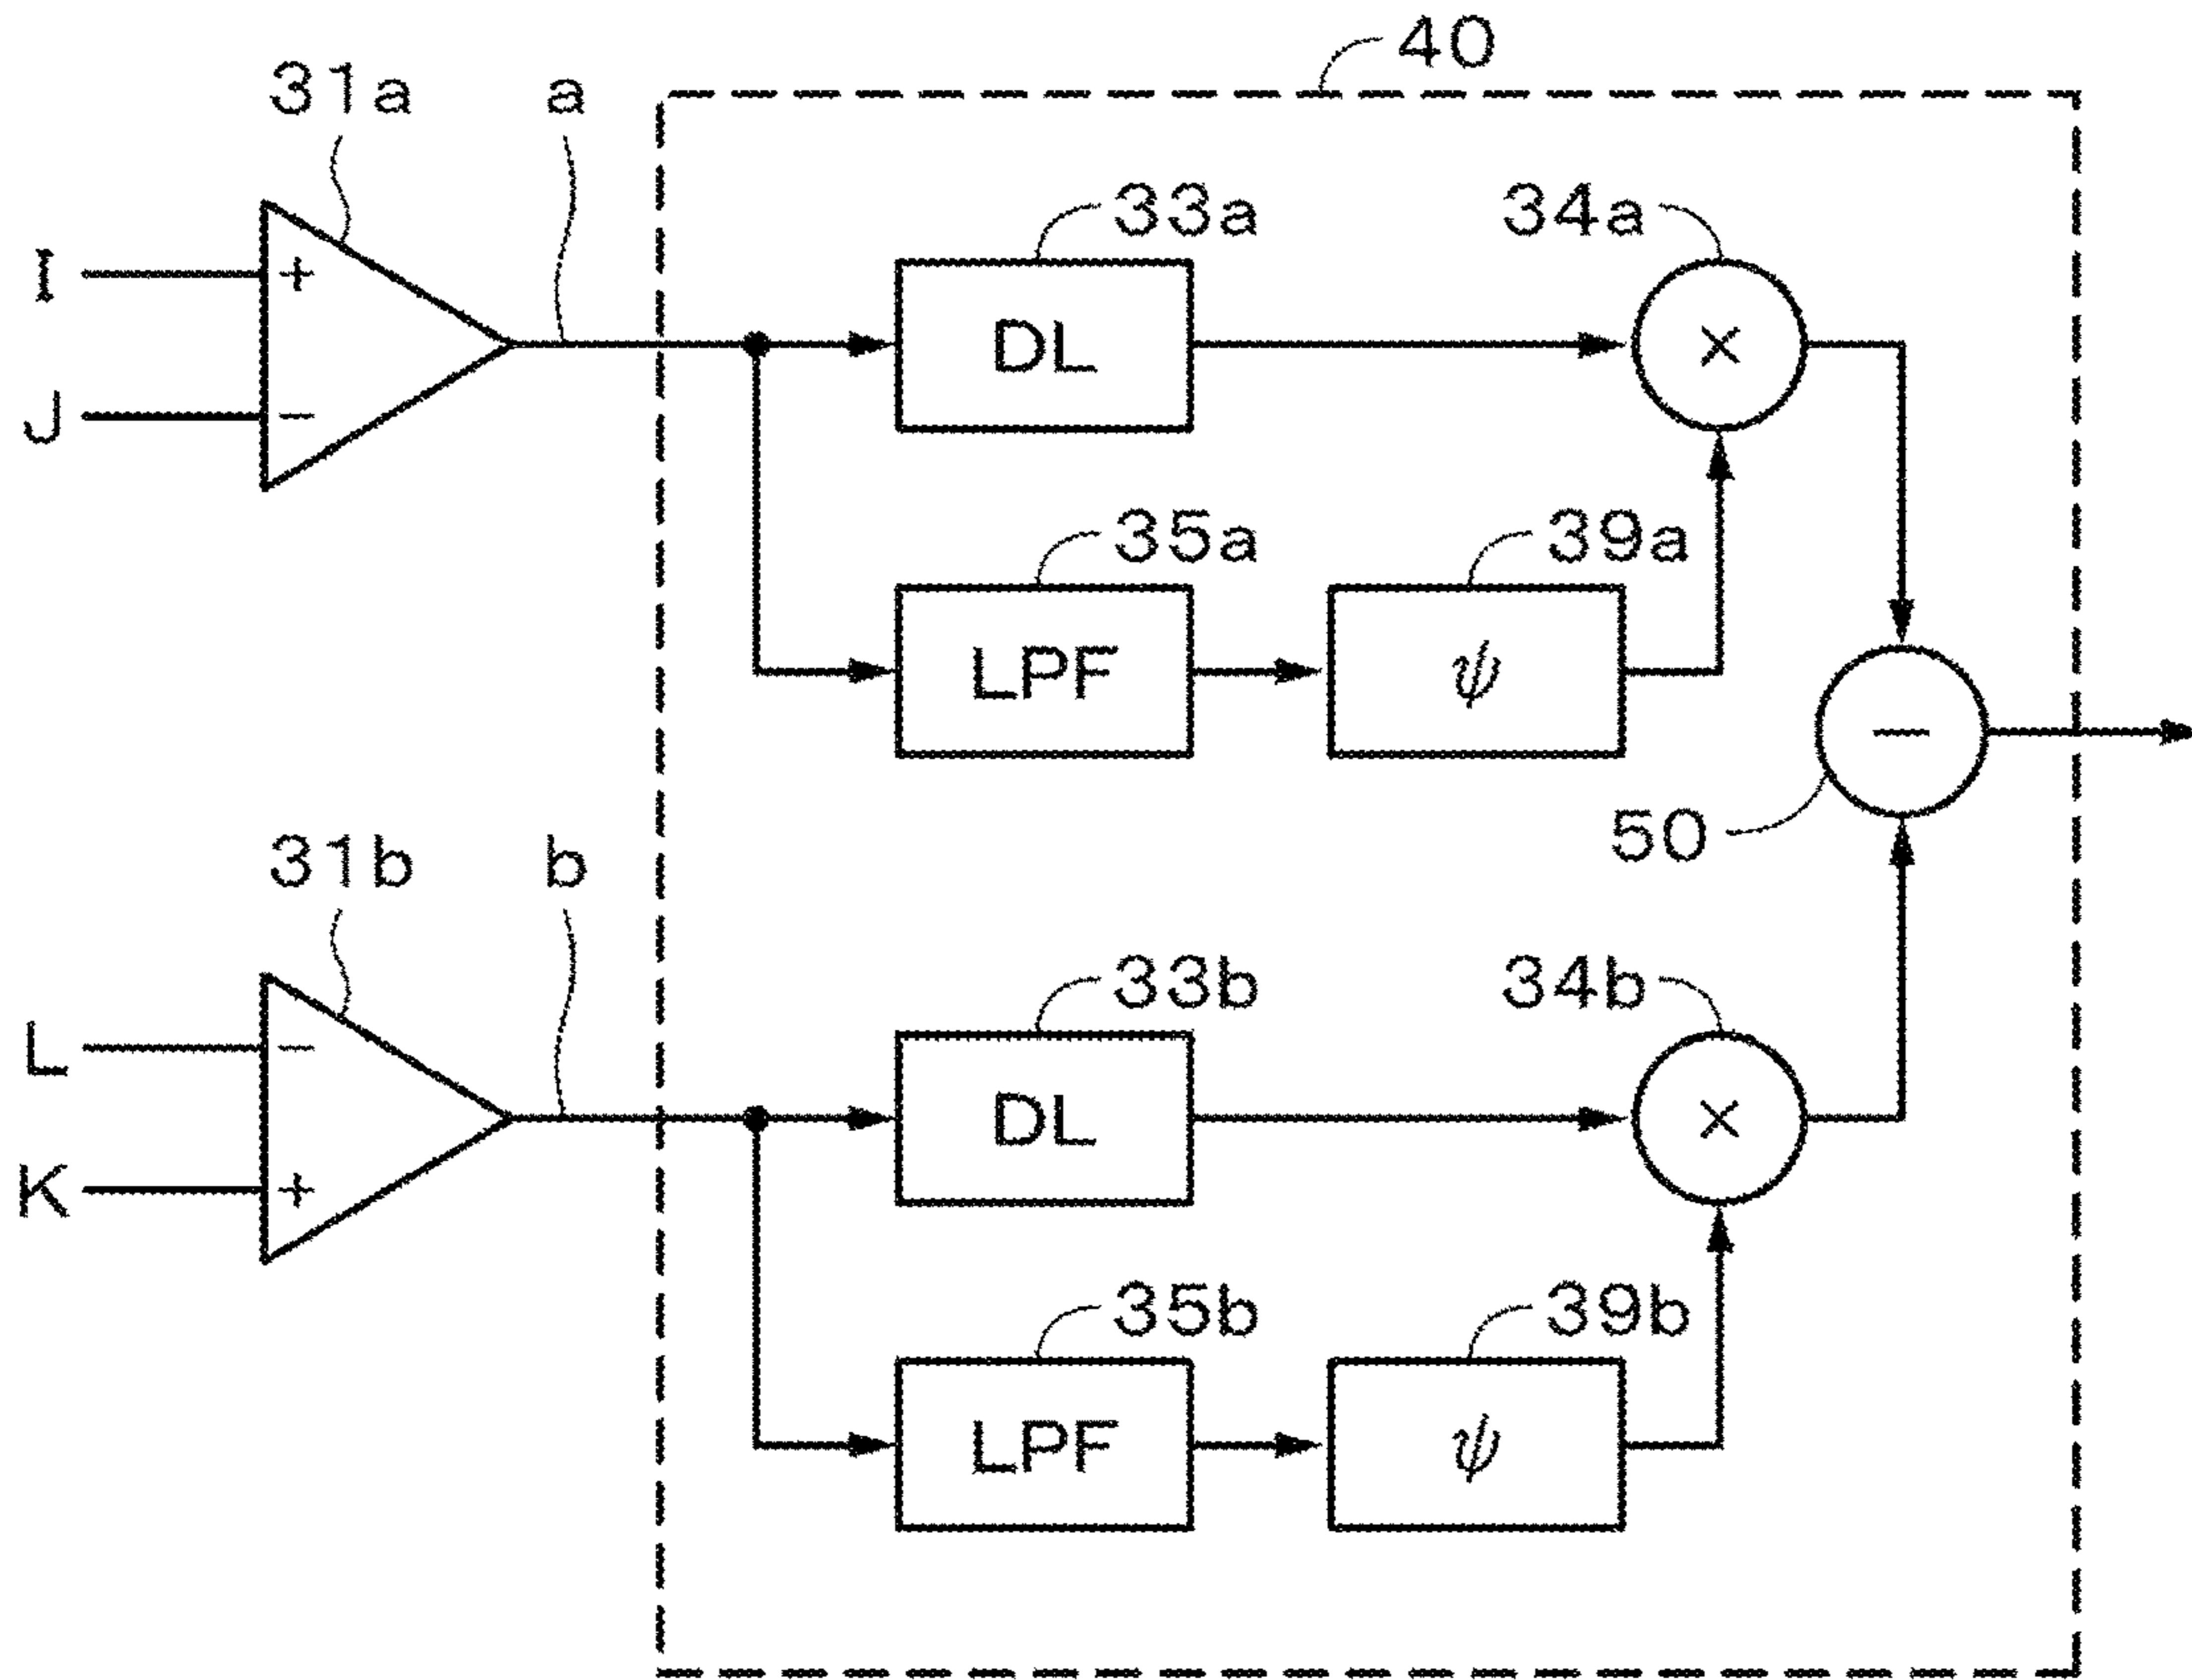 40
31a
a
33a
34a
I
+
DL
×
J
−
35a
39a
LPF
ψ
−
50
31b
b
33b
34b
L
−
DL
×
K
+
35b
39b
LPF
ψ